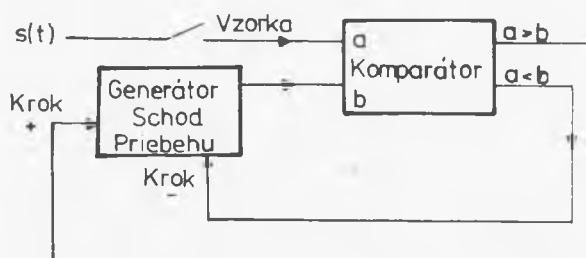 s(t)
Vzorka
a
a>b
Komparátor
b
a<b
Generátor
Schod
Priebehu
Krok
+
Krok
-